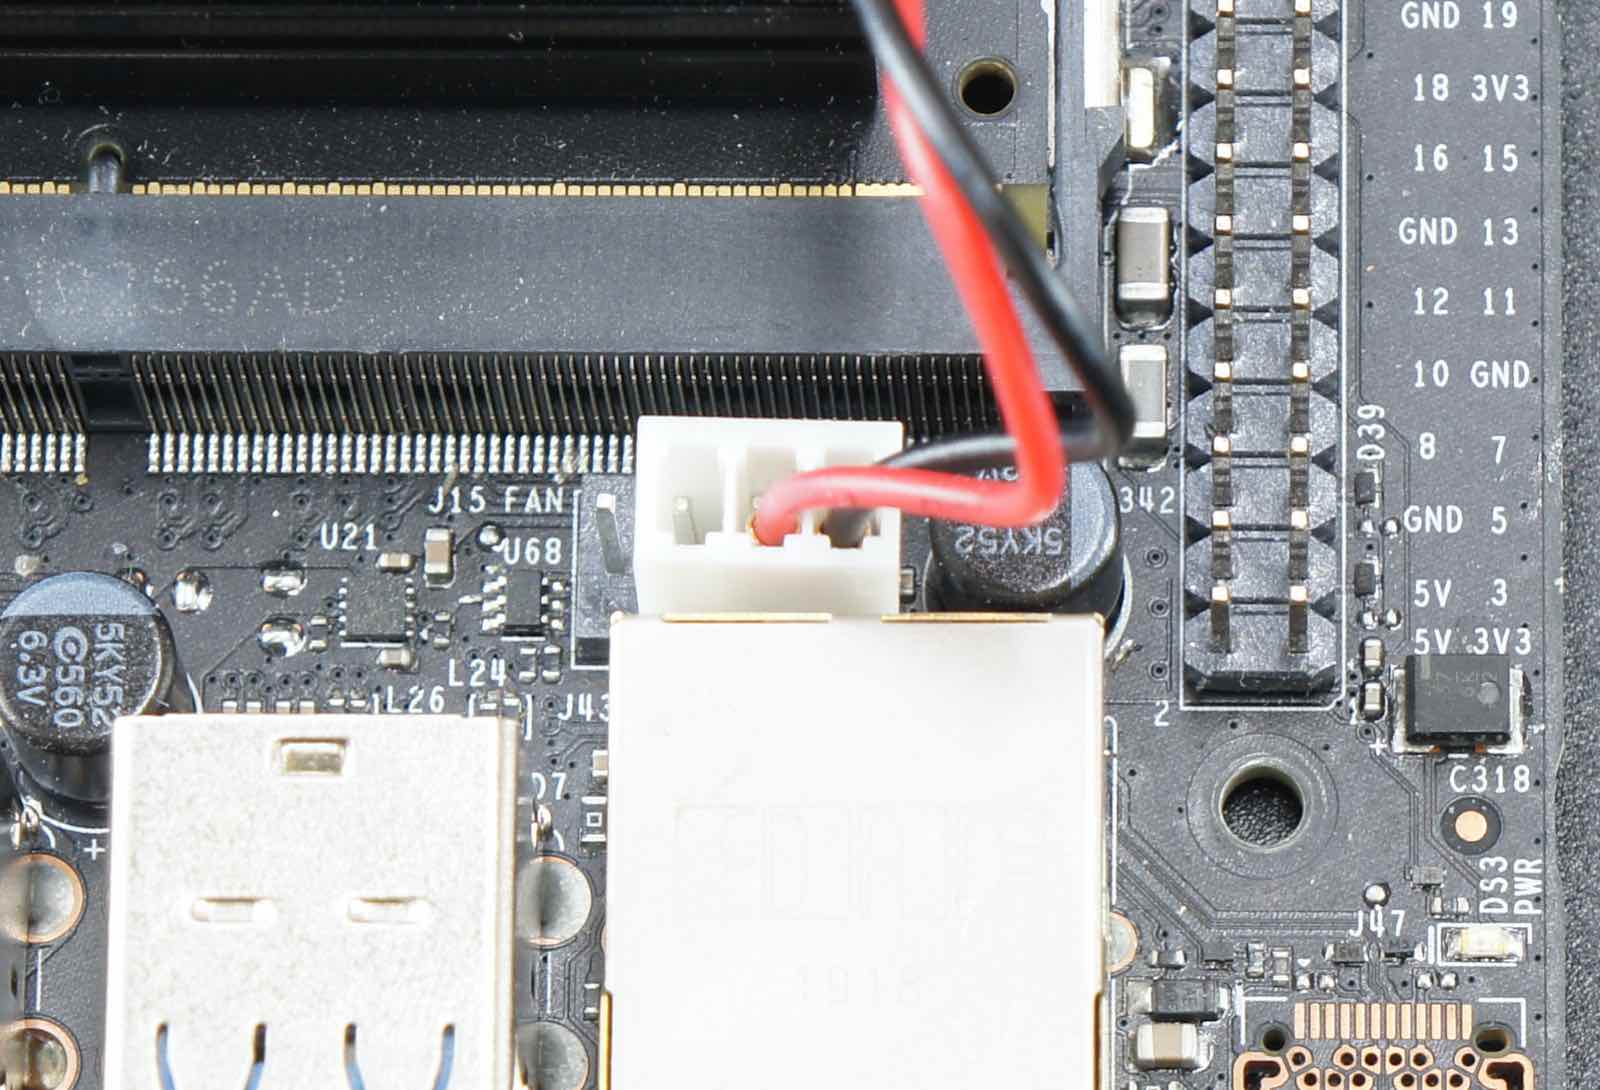 GND 19
18 3V3
16 15
GND 13
12 11
10 GND
8 7
GND 5
5V 3
5V 3V3
2
D39
J15 FAN
U21
U68
342
5KY52
5KY52
C560
6.3V
+
L24
L26
J43
D7
+
C318
DS3
PWR
J47